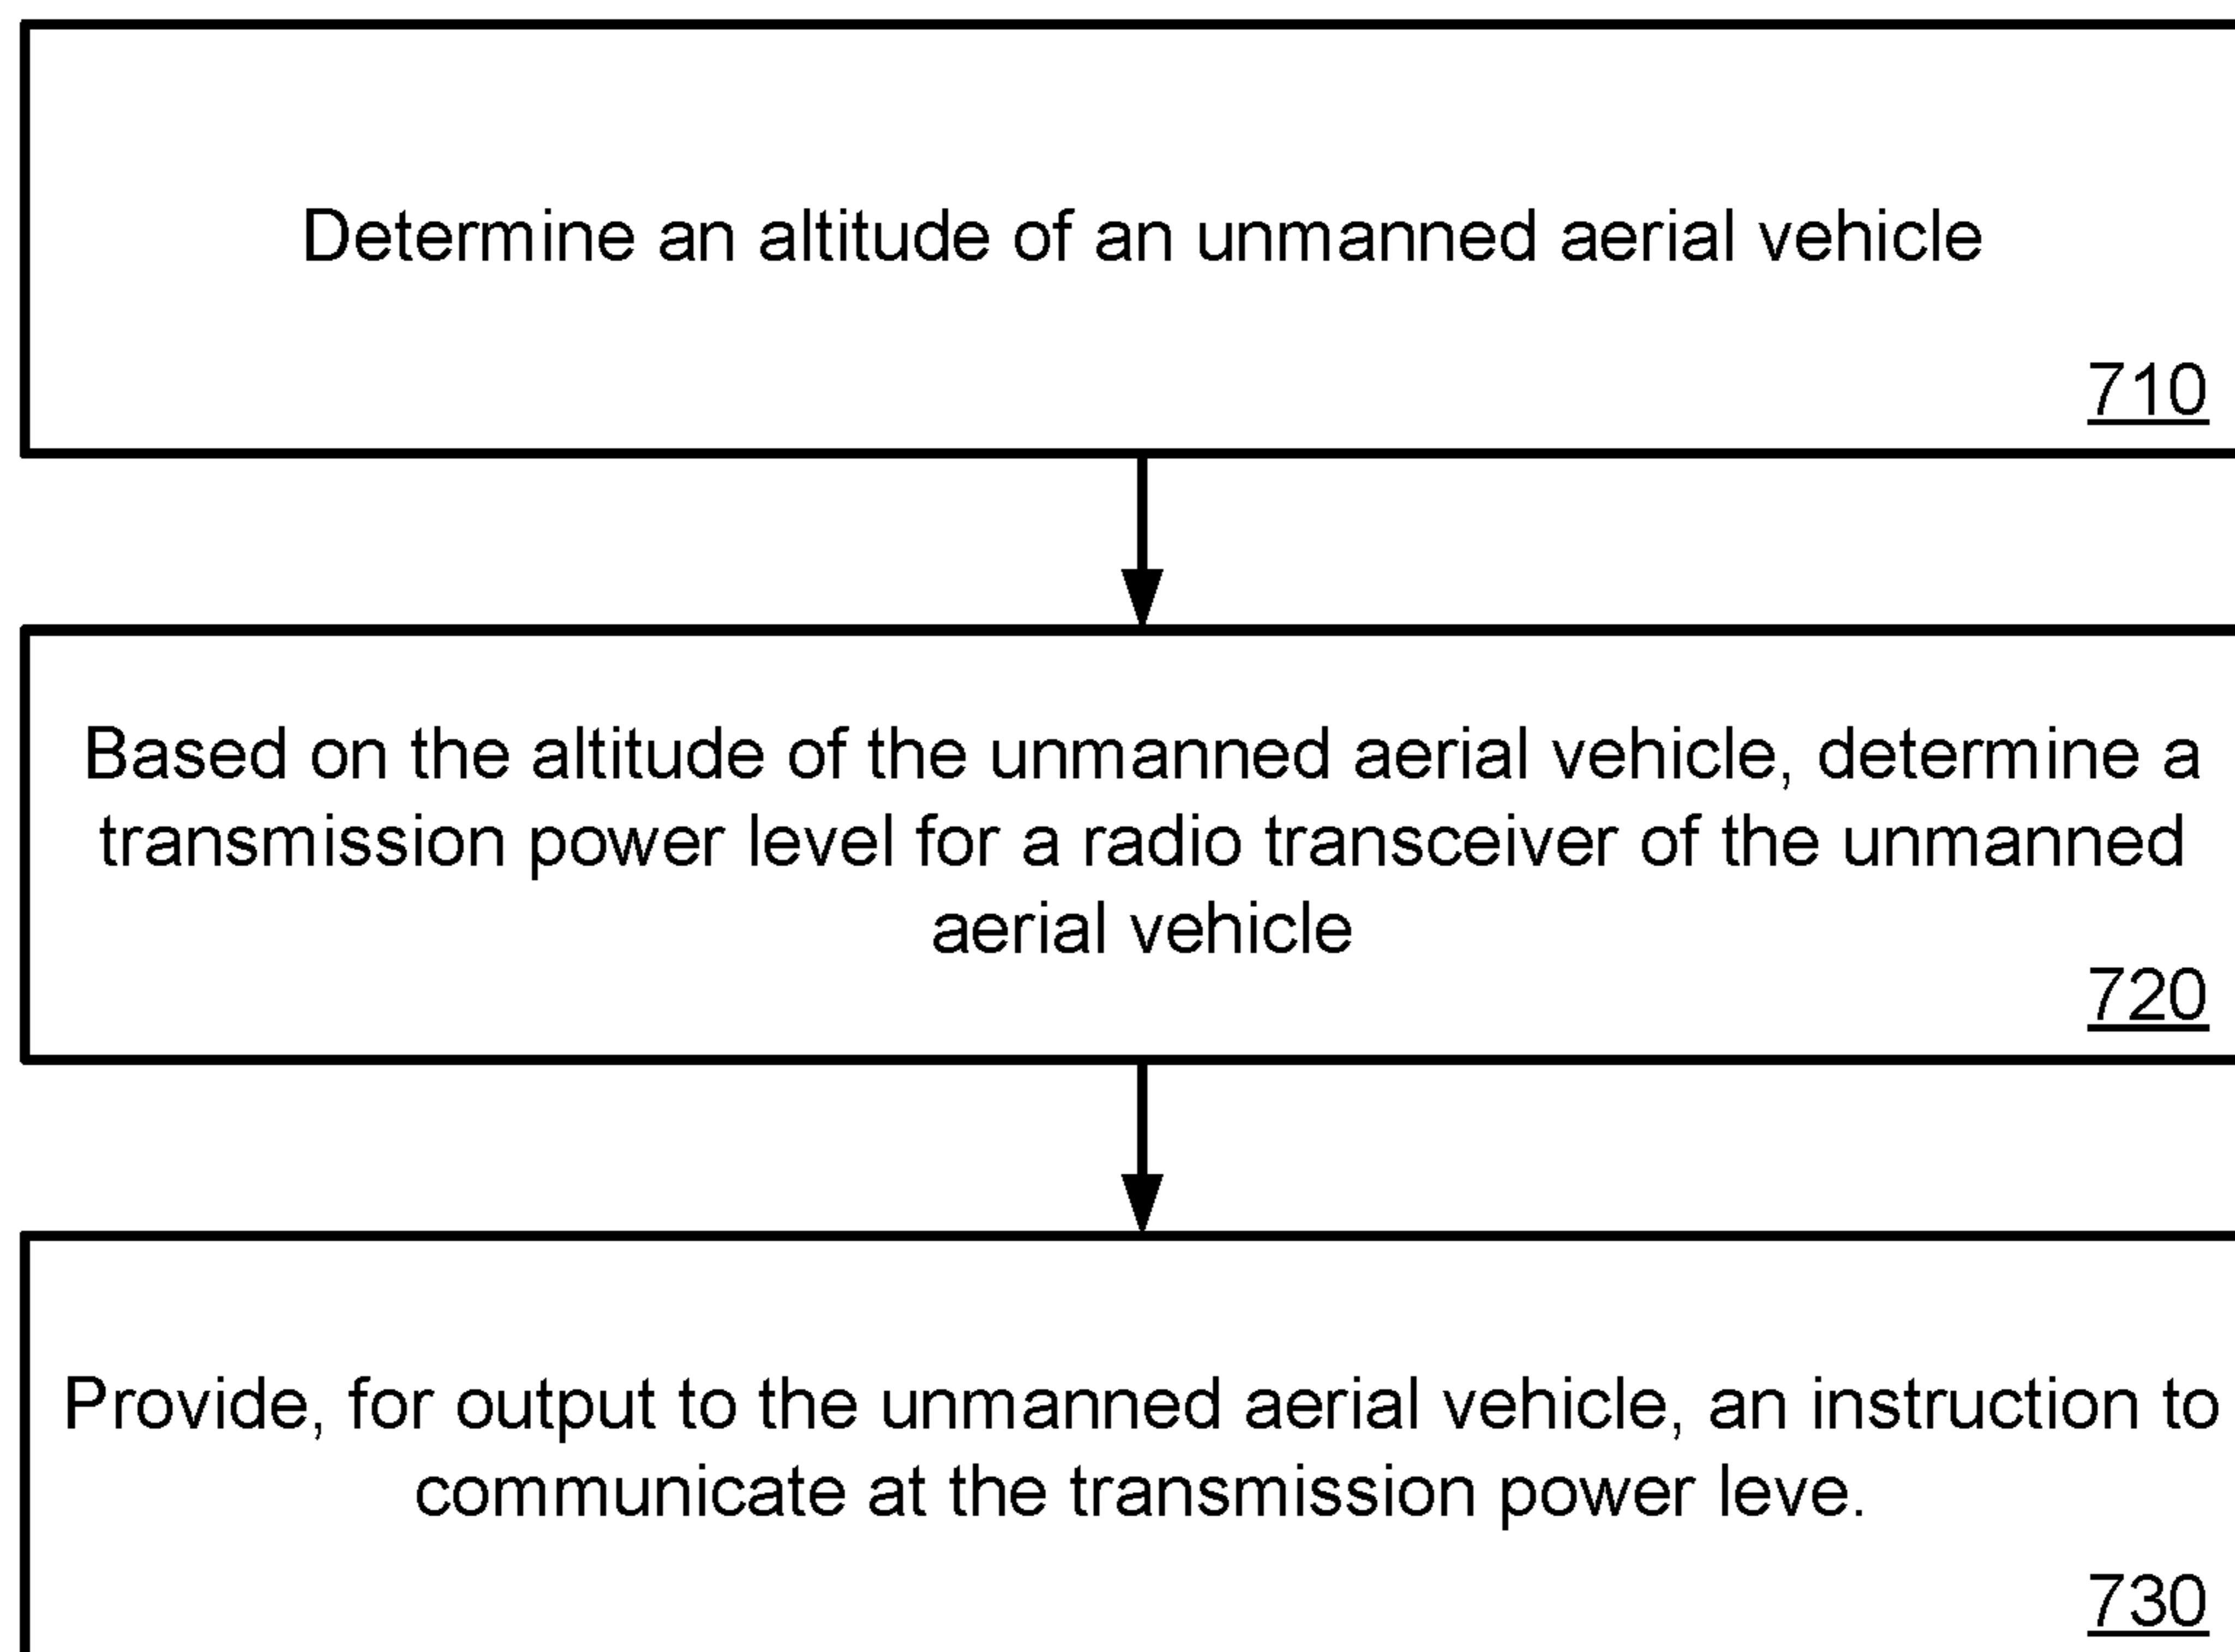 Determine an altitude of an unmanned aerial vehicle
710
Based on the altitude of the unmanned aerial vehicle, determine a
transmission power level for a radio transceiver of the unmanned
aerial vehicle
720
Provide, for output to the unmanned aerial vehicle, an instruction to
communicate at the transmission power leve.
730